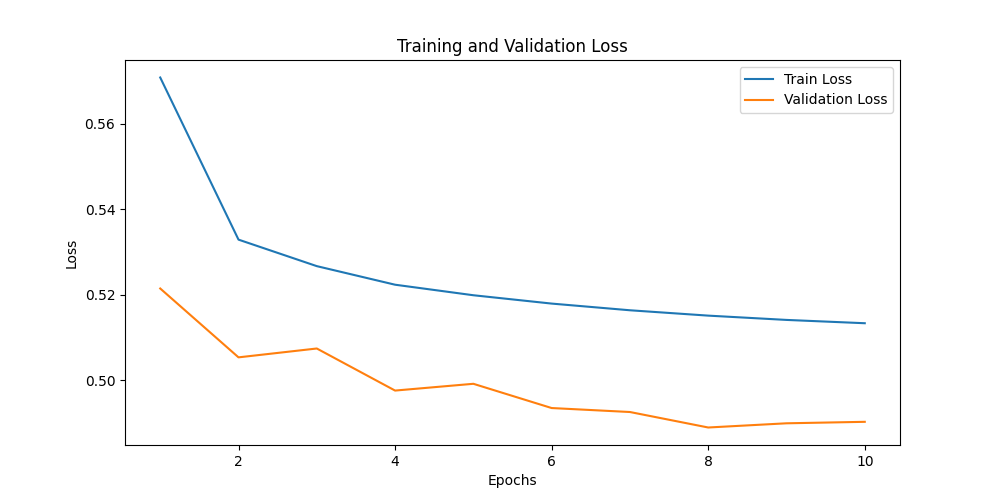 Training and Validation Loss
Train Loss
Validation Loss
0.56
0.54
0.52
0.50
Loss
2 4 6 8 10
Epochs